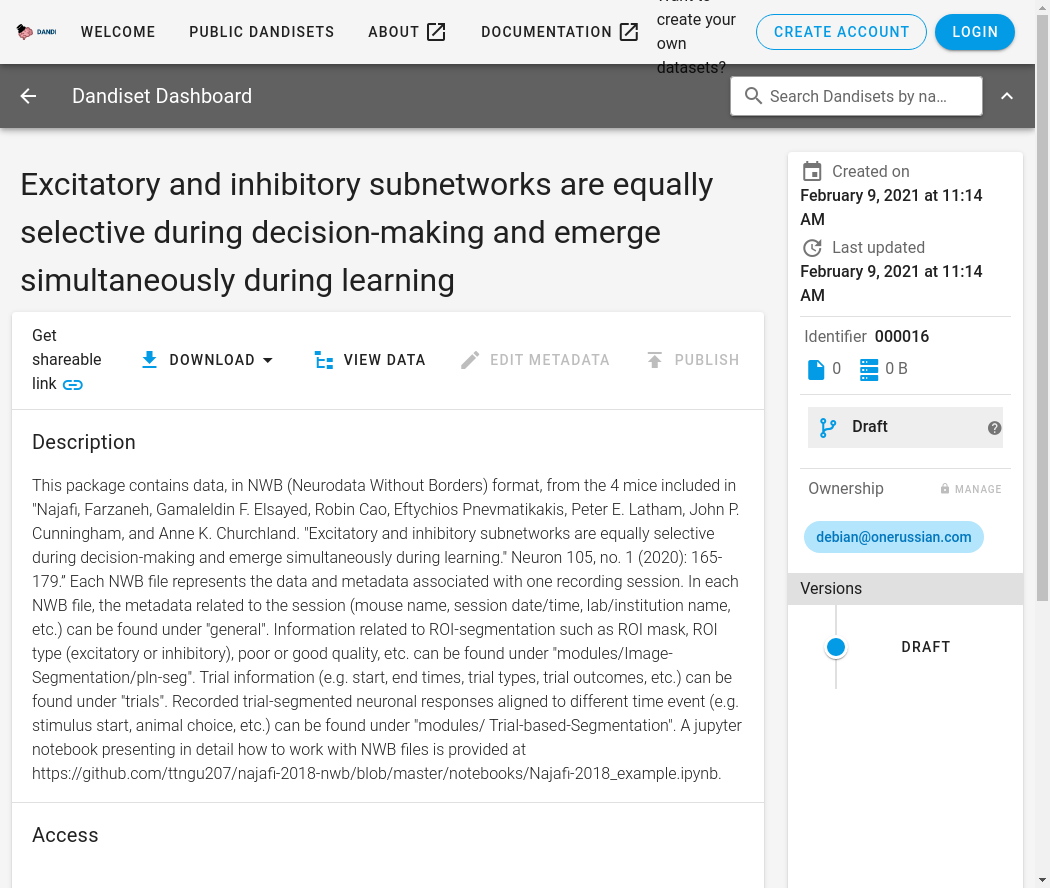 DANDI
WELCOME
PUBLIC DANDISETS
ABOUT
DOCUMENTATION
Want to
create your
own
datasets?
CREATE ACCOUNT
LOGIN
Dandiset Dashboard
Search Dandisets by na...
Excitatory and inhibitory subnetworks are equally
selective during decision-making and emerge
simultaneously during learning
Get
shareable
link
DOWNLOAD
VIEW DATA
EDIT METADATA
PUBLISH
Description
This package contains data, in NWB (Neurodata Without Borders) format, from the 4 mice included in
"Najafi, Farzaneh, Gamaleldin F. Elsayed, Robin Cao, Eftychios Pnevmatikakis, Peter E. Latham, John P.
Cunningham, and Anne K. Churchland. "Excitatory and inhibitory subnetworks are equally selective
during decision-making and emerge simultaneously during learning." Neuron 105, no. 1 (2020): 165-
179.” Each NWB file represents the data and metadata associated with one recording session. In each
NWB file, the metadata related to the session (mouse name, session date/time, lab/institution name,
etc.) can be found under "general". Information related to ROI-segmentation such as ROI mask, ROI
type (excitatory or inhibitory), poor or good quality, etc. can be found under "modules/Image-
Segmentation/pln-seg". Trial information (e.g. start, end times, trial types, trial outcomes, etc.) can be
found under "trials". Recorded trial-segmented neuronal responses aligned to different time event (e.g.
stimulus start, animal choice, etc.) can be found under "modules/ Trial-based-Segmentation". A jupyter
notebook presenting in detail how to work with NWB files is provided at
https://github.com/ttngu207/najafi-2018-nwb/blob/master/notebooks/Najafi-2018_example.ipynb.
Access
Created on
February 9, 2021 at 11:14
AM
Last updated
February 9, 2021 at 11:14
AM
Identifier 000016
0
0 B
Draft
Ownership
MANAGE
debian@onerussian.com
Versions
DRAFT